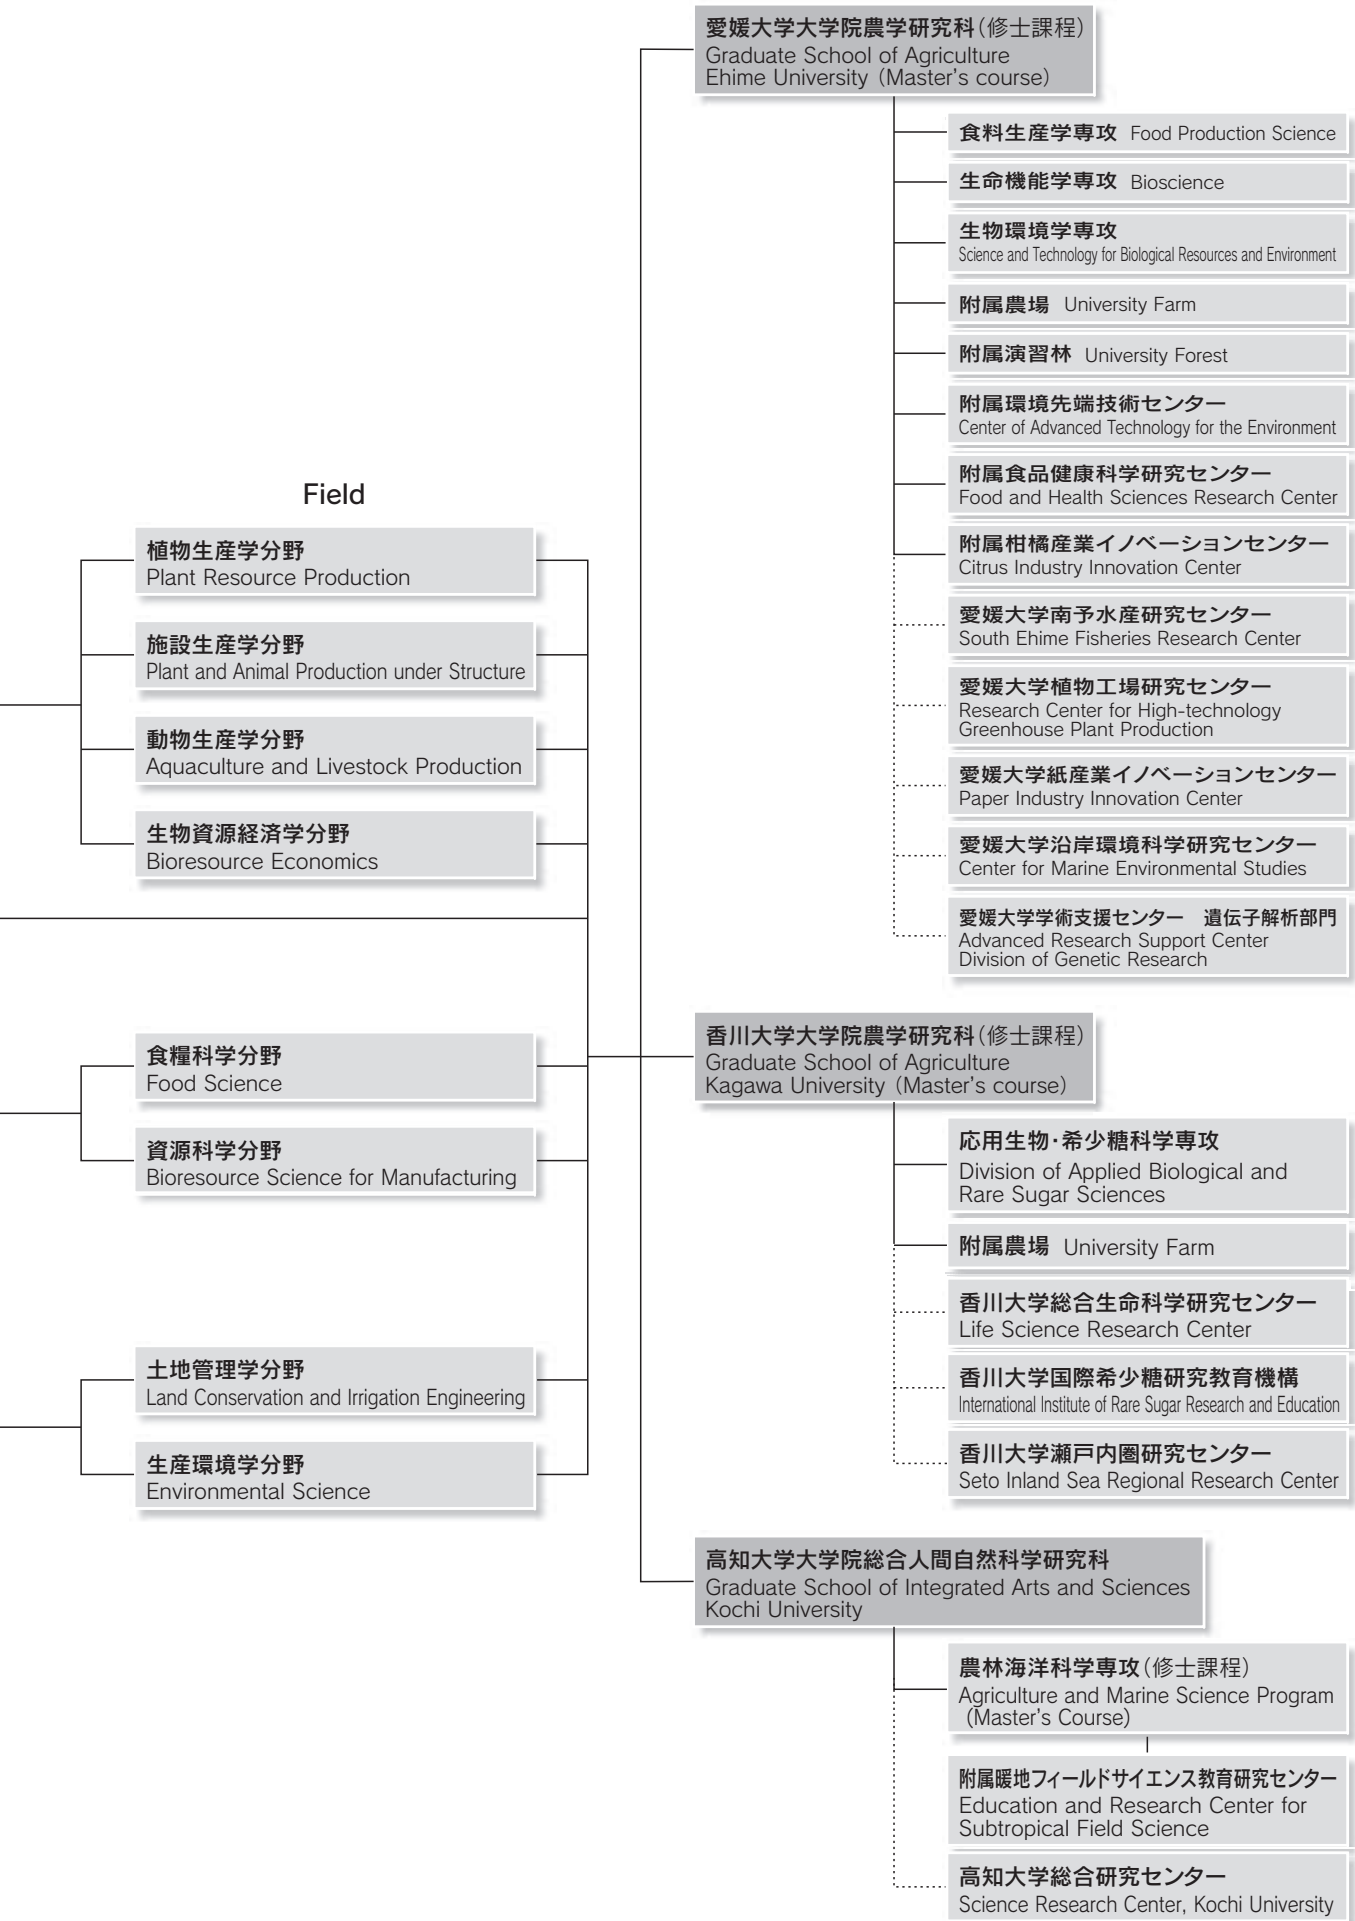 Field
植物生産学分野
Plant Resource Production
施設生産学分野
Plant and Animal Production under Structure
動物生産学分野
Aquaculture and Livestock Production
生物資源経済学分野
Bioresource Economics
食糧科学分野
Food Science
資源科学分野
Bioresource Science for Manufacturing
土地管理学分野
Land Conservation and Irrigation Engineering
生産環境学分野
Environmental Science
愛媛大学大学院農学研究科(修士課程)
Graduate School of Agriculture
Ehime University (Master's course)
食料生産学専攻 Food Production Science
生命機能学専攻 Bioscience
生物環境学専攻
Science and Technology for Biological Resources and Environment
附属農場 University Farm
附属演習林 University Forest
附属環境先端技術センター
Center of Advanced Technology for the Environment
附属食品健康科学研究センター
Food and Health Sciences Research Center
附属柑橘産業イノベーションセンター
Citrus Industry Innovation Center
愛媛大学南予水産研究センター
South Ehime Fisheries Research Center
愛媛大学植物工場研究センター
Research Center for High-technology
Greenhouse Plant Production
愛媛大学紙産業イノベーションセンター
Paper Industry Innovation Center
愛媛大学沿岸環境科学研究センター
Center for Marine Environmental Studies
愛媛大学学術支援センター 遺伝子解析部門
Advanced Research Support Center
Division of Genetic Research
香川大学大学院農学研究科(修士課程)
Graduate School of Agriculture
Kagawa University (Master's course)
応用生物・希少糖科学専攻
Division of Applied Biological and
Rare Sugar Sciences
附属農場 University Farm
香川大学総合生命科学研究センター
Life Science Research Center
香川大学国際希少糖研究教育機構
International Institute of Rare Sugar Research and Education
香川大学瀬戸内圏研究センター
Seto Inland Sea Regional Research Center
高知大学大学院総合人間自然科学研究科
Graduate School of Integrated Arts and Sciences
Kochi University
農林海洋科学専攻(修士課程)
Agriculture and Marine Science Program
(Master's Course)
附属暖地フィールドサイエンス教育研究センター
Education and Research Center for
Subtropical Field Science
高知大学総合研究センター
Science Research Center, Kochi University